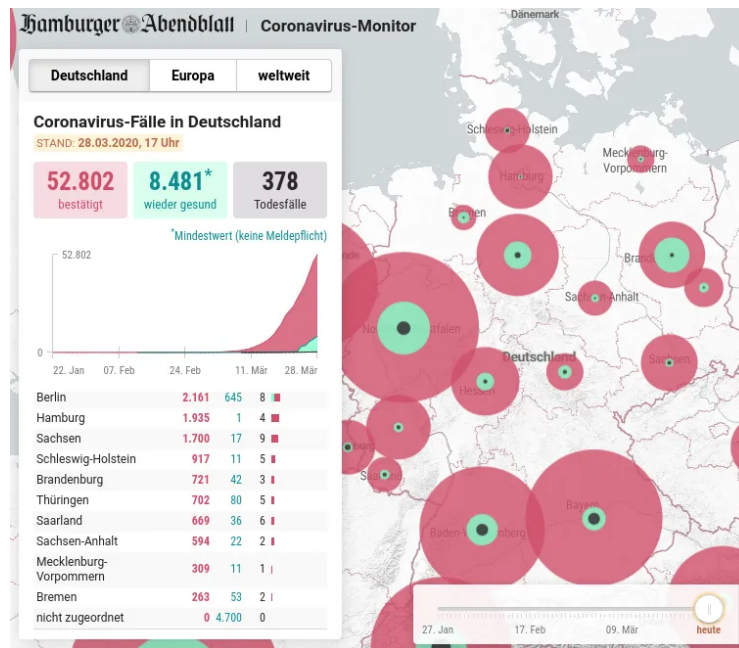 Hamburger Abendblatt | Coronavirus-Monitor
Deutschland Europa weltweit
Coronavirus-Fälle in Deutschland
STAND: 28.03.2020, 17 Uhr
52.802 8.481* 378
bestätigt wieder gesund Todesfälle
*Mindestwert (keine Meldepflicht)
52.802
0
22. Jan 07. Feb 24. Feb 11. Mär 28. Mär
Berlin 2.161 645 8
Hamburg 1.935 1 4
Sachsen 1.700 17 9
Schleswig-Holstein 917 11 5
Brandenburg 721 42 3
Thüringen 702 80 5
Saarland 669 36 6
Sachsen-Anhalt 594 22 2
Mecklenburg-
Vorpommern 309 11 1
Bremen 263 53 2
nicht zugeordnet 0 4.700 0
Dänemark
Schleswig-Holstein
Mecklenburg-
Vorpommern
Hamburg
Bremen
Sachsen-Anhalt
Deutschland
Sachsen
Hessen
Bayern
27. Jan 17. Feb 09. Mär heute